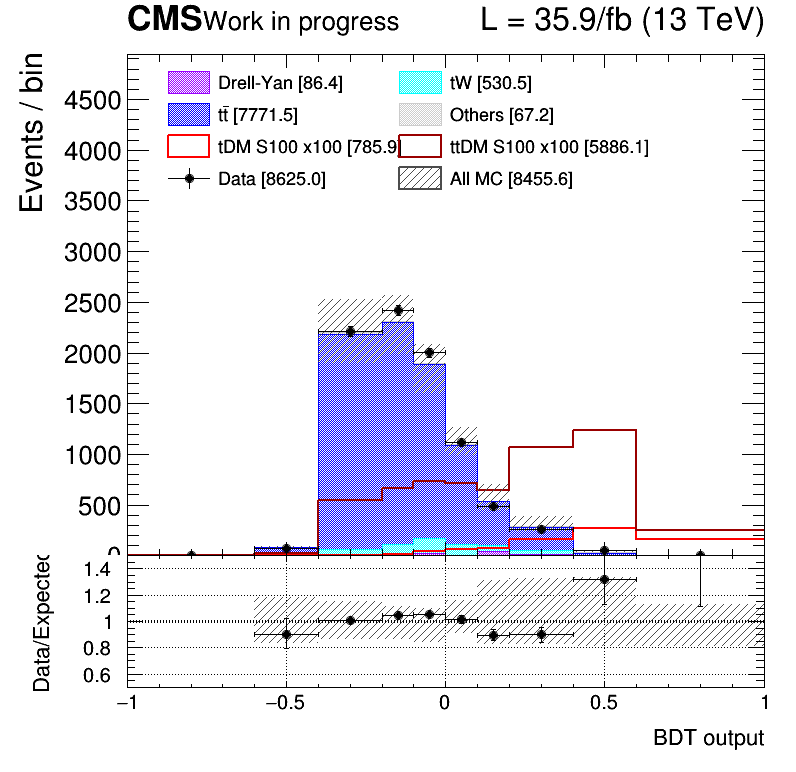 CMS Work in progress L = 35.9/fb (13 TeV)
Events / bin
Drell-Yan [86.4]
tW [530.5]
tt̄ [7771.5]
Others [67.2]
tDM S100 x100 [785.9]
ttDM S100 x100 [5886.1]
Data [8625.0]
All MC [8455.6]
4500
4000
3500
3000
2500
2000
1500
1000
500
0
Data/Expected
1.4
1.2
1
0.8
0.6
−1 −0.5 0 0.5 1
BDT output